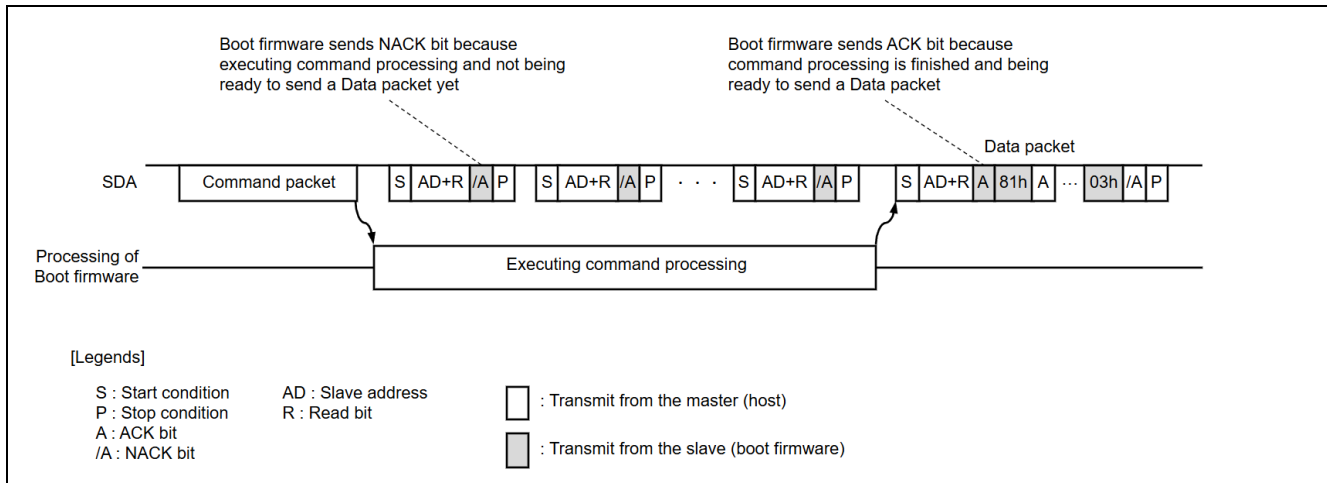 Boot firmware sends NACK bit because
executing command processing and not being
ready to send a Data packet yet
Boot firmware sends ACK bit because
command processing is finished and being
ready to send a Data packet
Data packet
SDA
Command packet
S AD+R /A P
S AD+R /A P
· · ·
S AD+R /A P
S AD+R A 81h A ... 03h /A P
Processing of
Boot firmware
Executing command processing
[Legends]
S : Start condition
P : Stop condition
A : ACK bit
/A : NACK bit
AD : Slave address
R : Read bit
: Transmit from the master (host)
: Transmit from the slave (boot firmware)